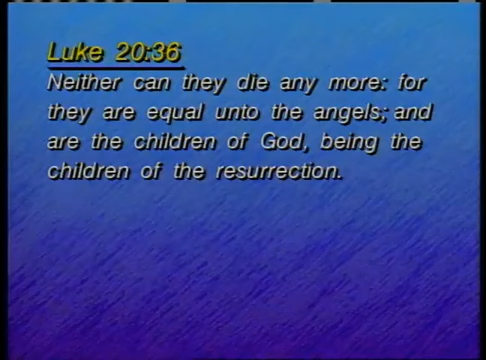 Luke 20:36
Neither can they die any more: for
they are equal unto the angels; and
are the children of God, being the
children of the resurrection.